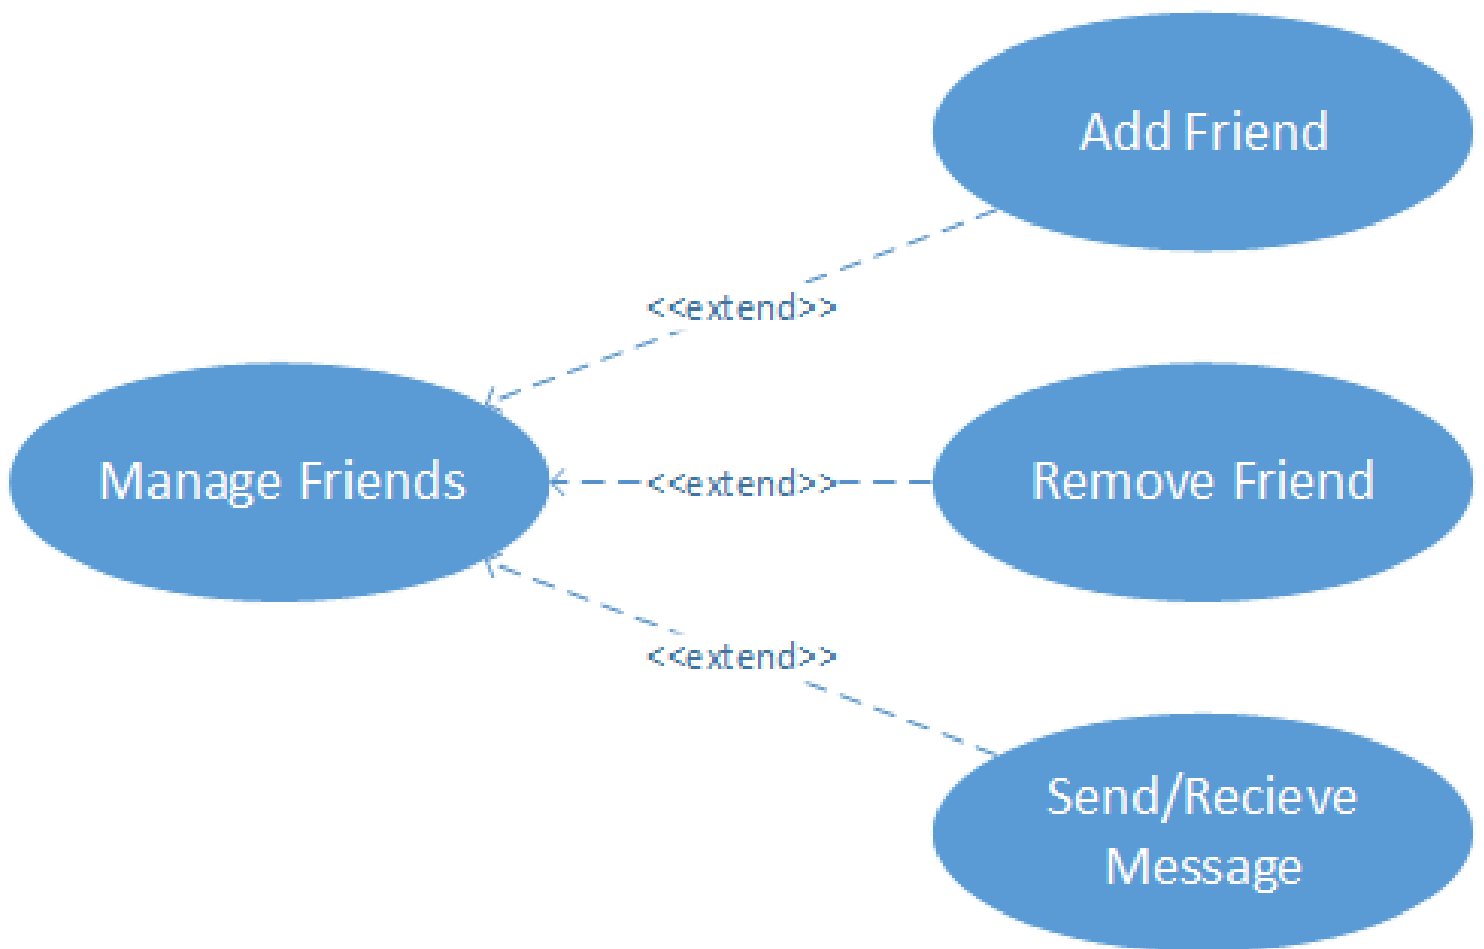 Add Friend
<<extend>>
Manage Friends
<<extend>>
Remove Friend
<<extend>>
Send/Recieve
Message